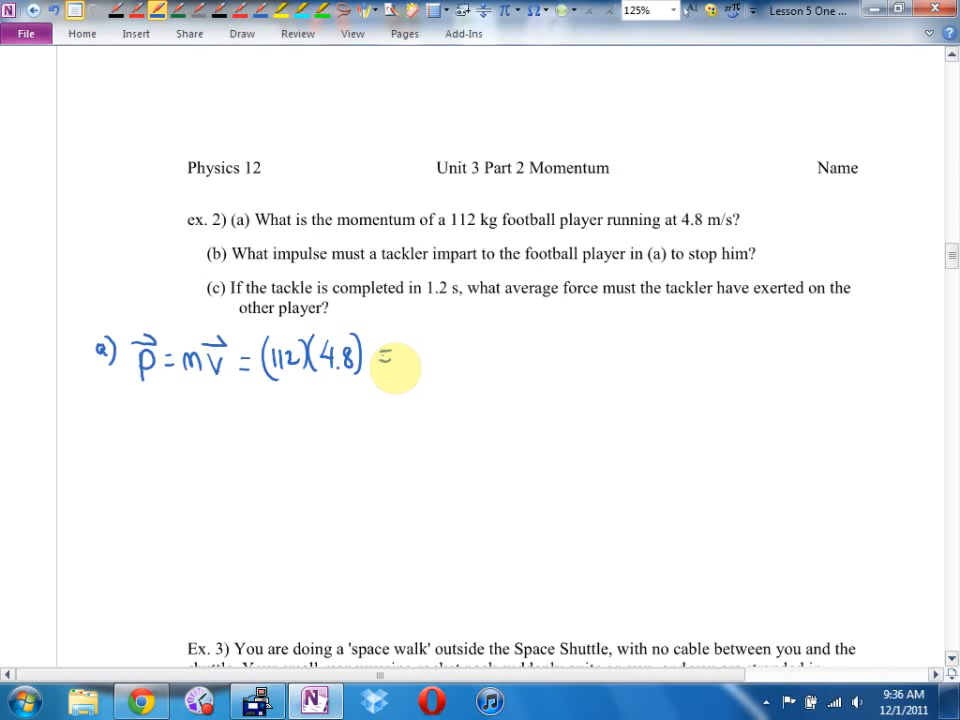 125%
Lesson 5 One ...
File Home Insert Share Draw Review View Pages Add-Ins
Physics 12 Unit 3 Part 2 Momentum Name
ex. 2) (a) What is the momentum of a 112 kg football player running at 4.8 m/s?
(b) What impulse must a tackler impart to the football player in (a) to stop him?
(c) If the tackle is completed in 1.2 s, what average force must the tackler have exerted on the
other player?
a) p⃗ = mv⃗ = (112)(4.8) =
Ex. 3) You are doing a 'space walk' outside the Space Shuttle, with no cable between you and the
9:36 AM
12/1/2011